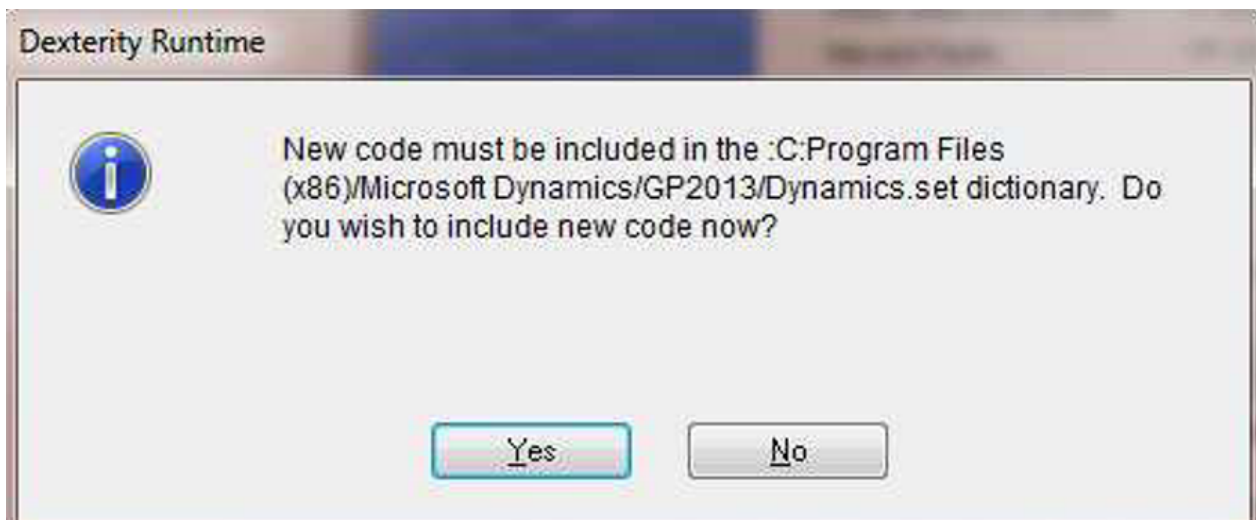 Dexterity Runtime
New code must be included in the :C:Program Files
(x86)/Microsoft Dynamics/GP2013/Dynamics.set dictionary.  Do
you wish to include new code now?
Yes
No